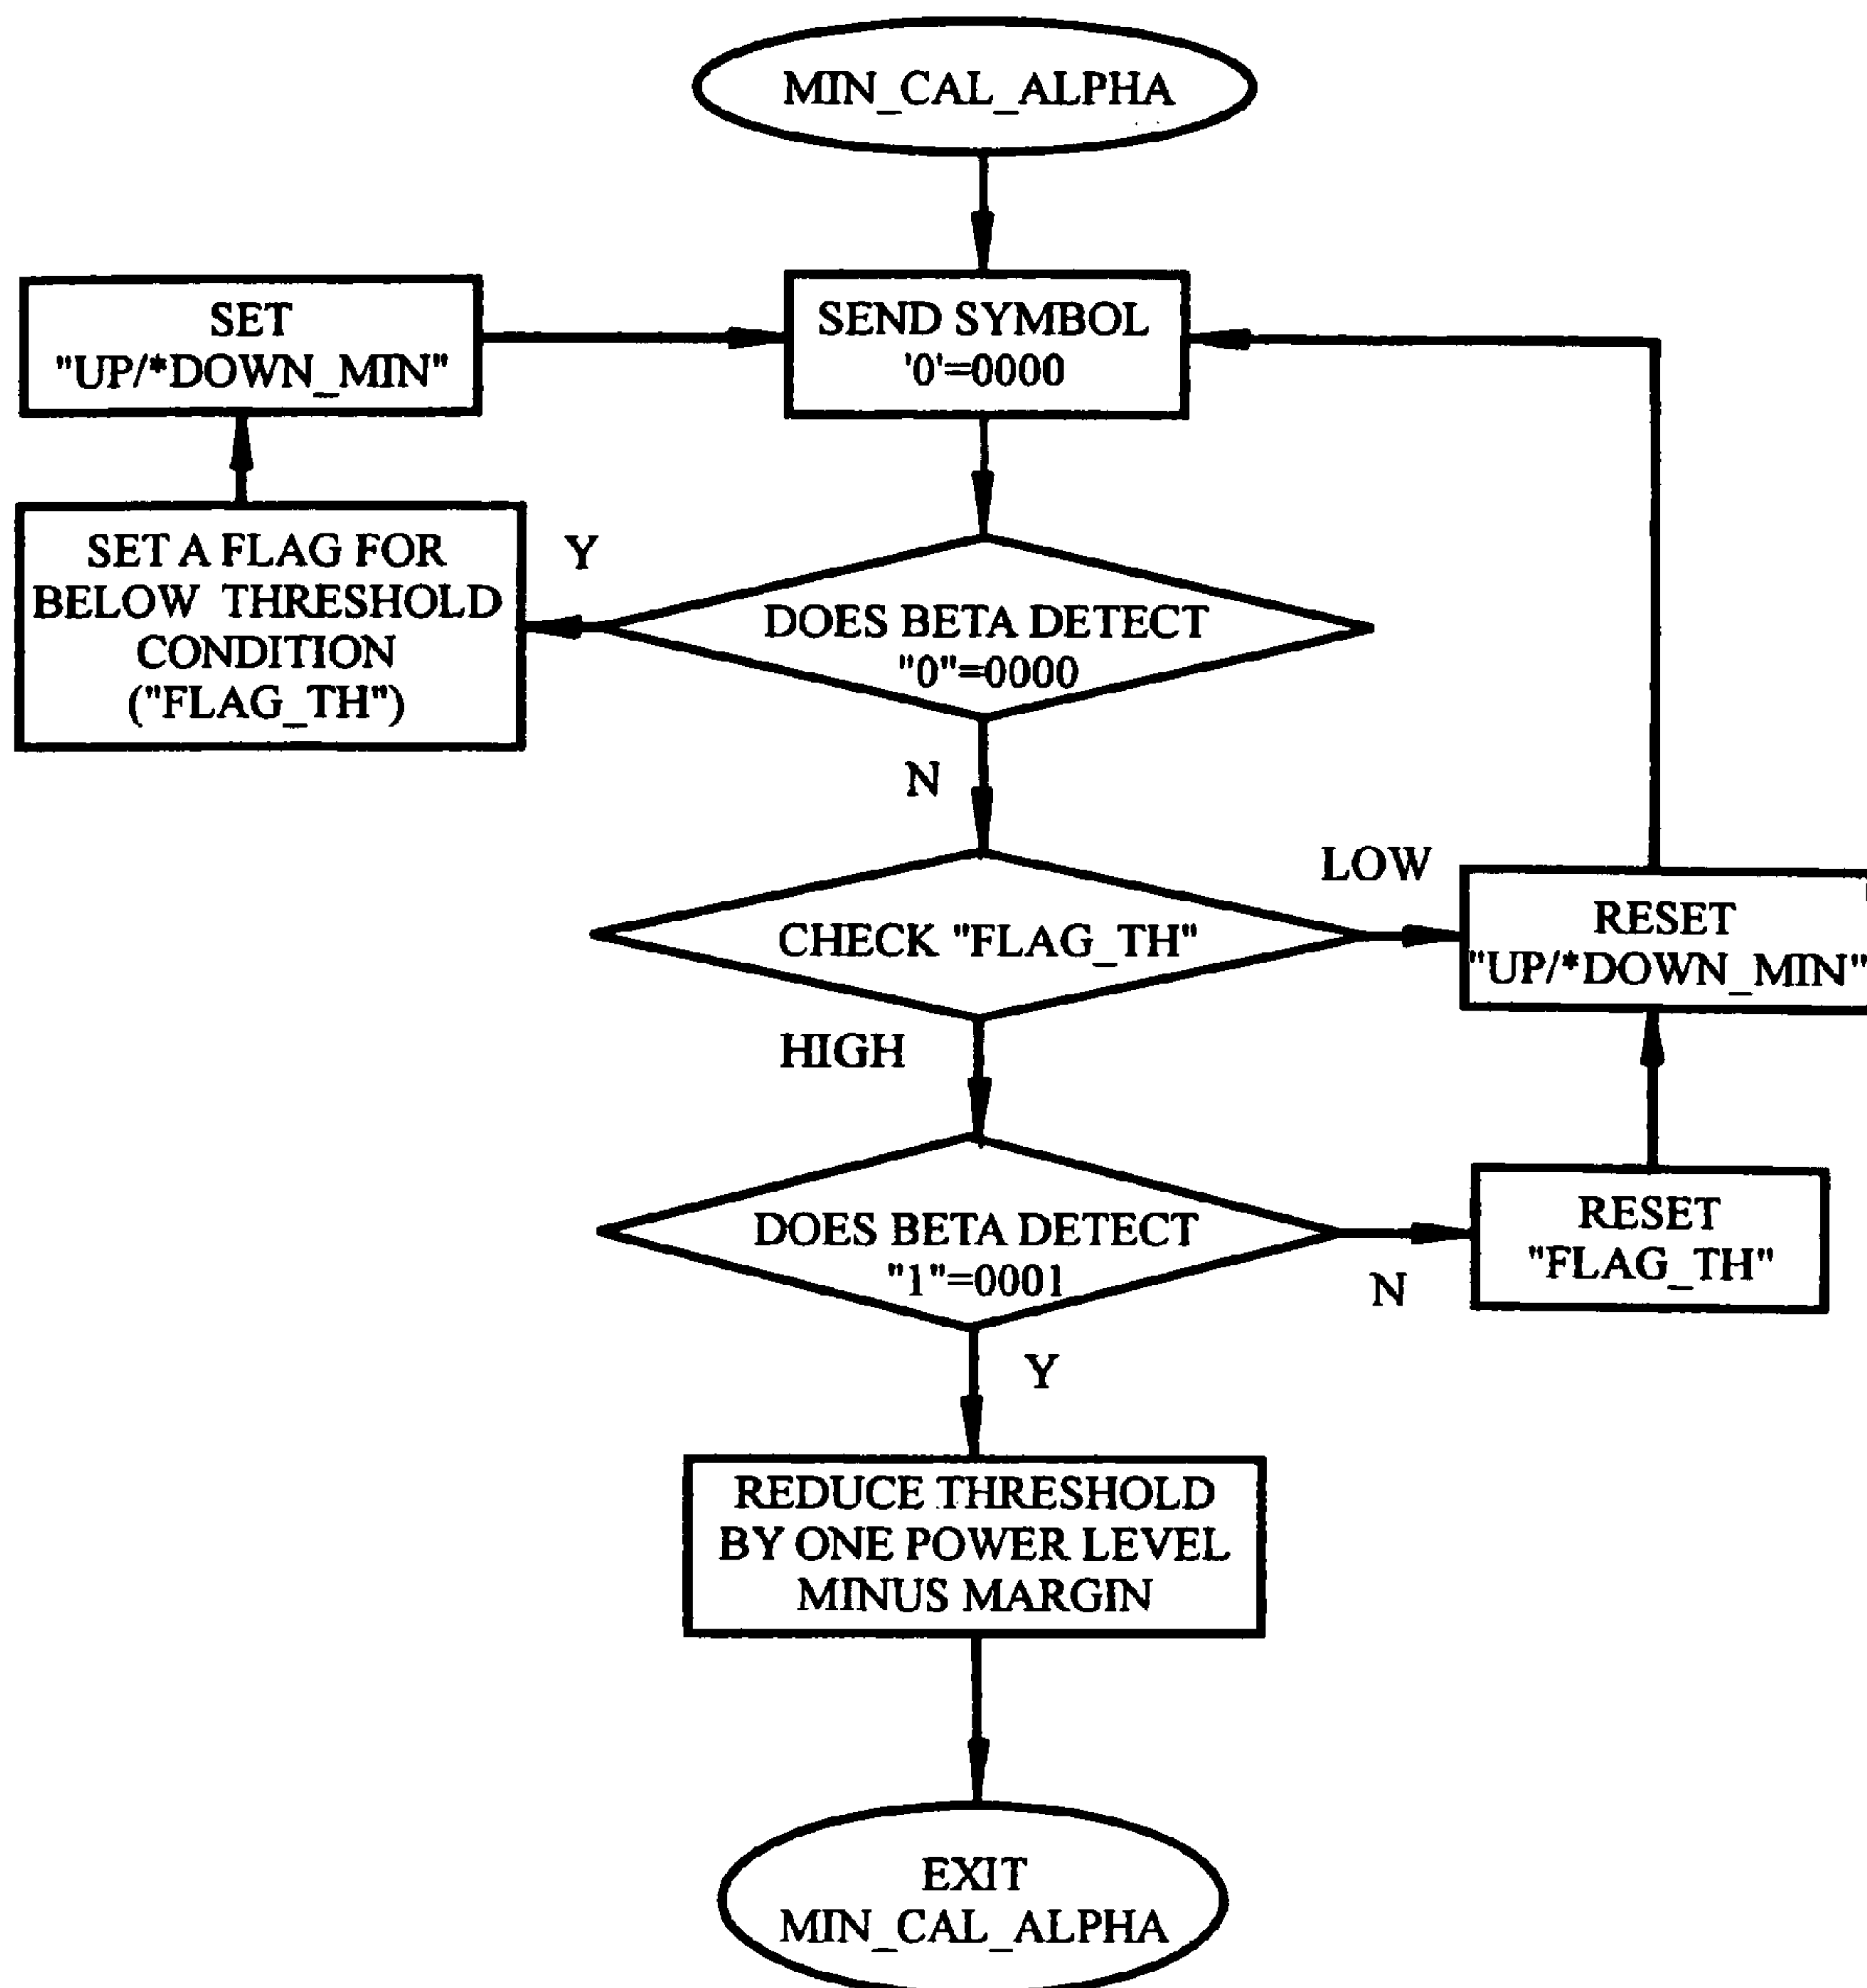 MIN_CAL_ALPHA
SET
"UP/*DOWN_MIN"
SEND SYMBOL
'0'=0000
SET A FLAG FOR
BELOW THRESHOLD
CONDITION
("FLAG_TH")
Y
DOES BETA DETECT
"0"=0000
N
CHECK "FLAG_TH"
LOW
RESET
"UP/*DOWN_MIN"
HIGH
DOES BETA DETECT
"1"=0001
N
RESET
"FLAG_TH"
Y
REDUCE THRESHOLD
BY ONE POWER LEVEL
MINUS MARGIN
EXIT
MIN_CAL_ALPHA